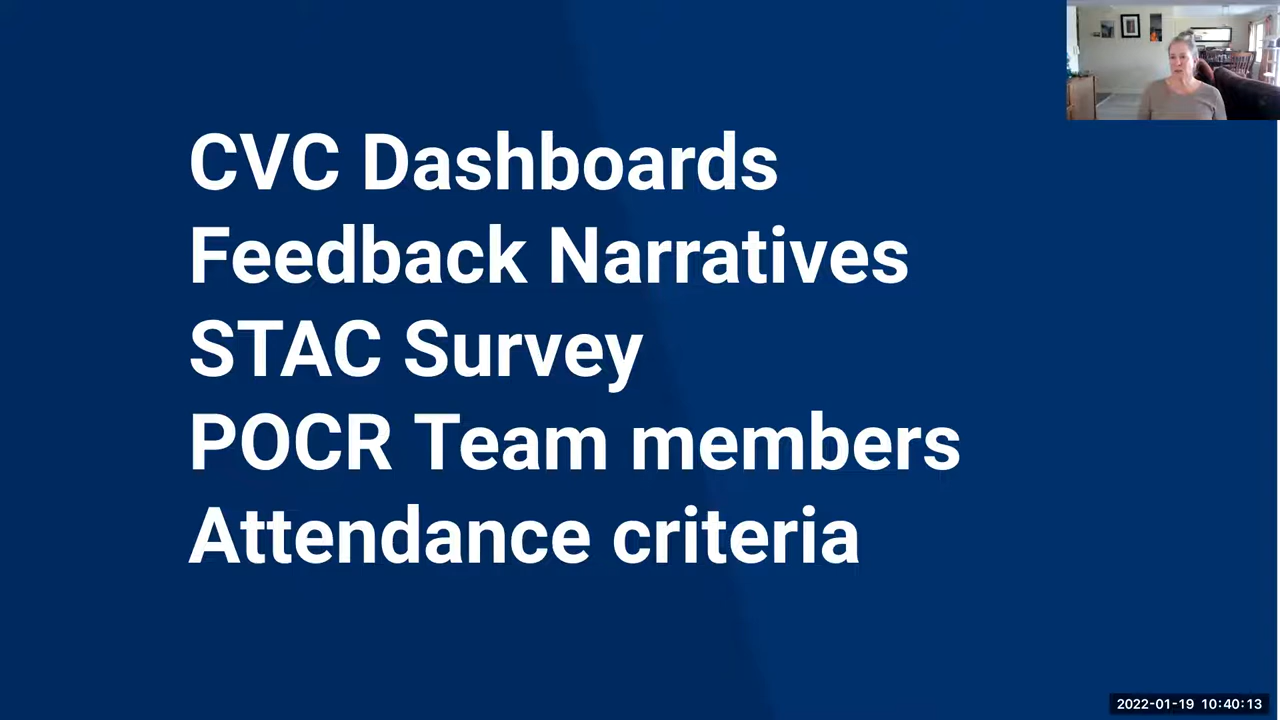 CVC Dashboards
Feedback Narratives
STAC Survey
POCR Team members
Attendance criteria
2022-01-19 10:40:13